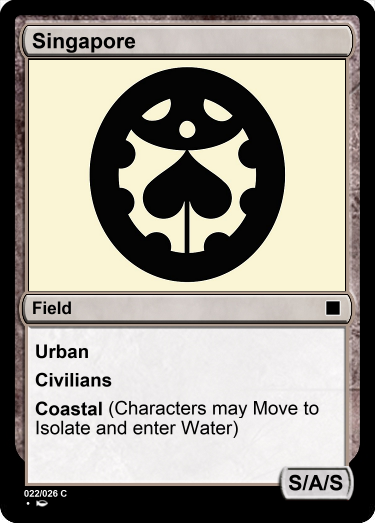 Singapore
Field
Urban
Civilians
Coastal (Characters may Move to
Isolate and enter Water)
S/A/S
022/026 C